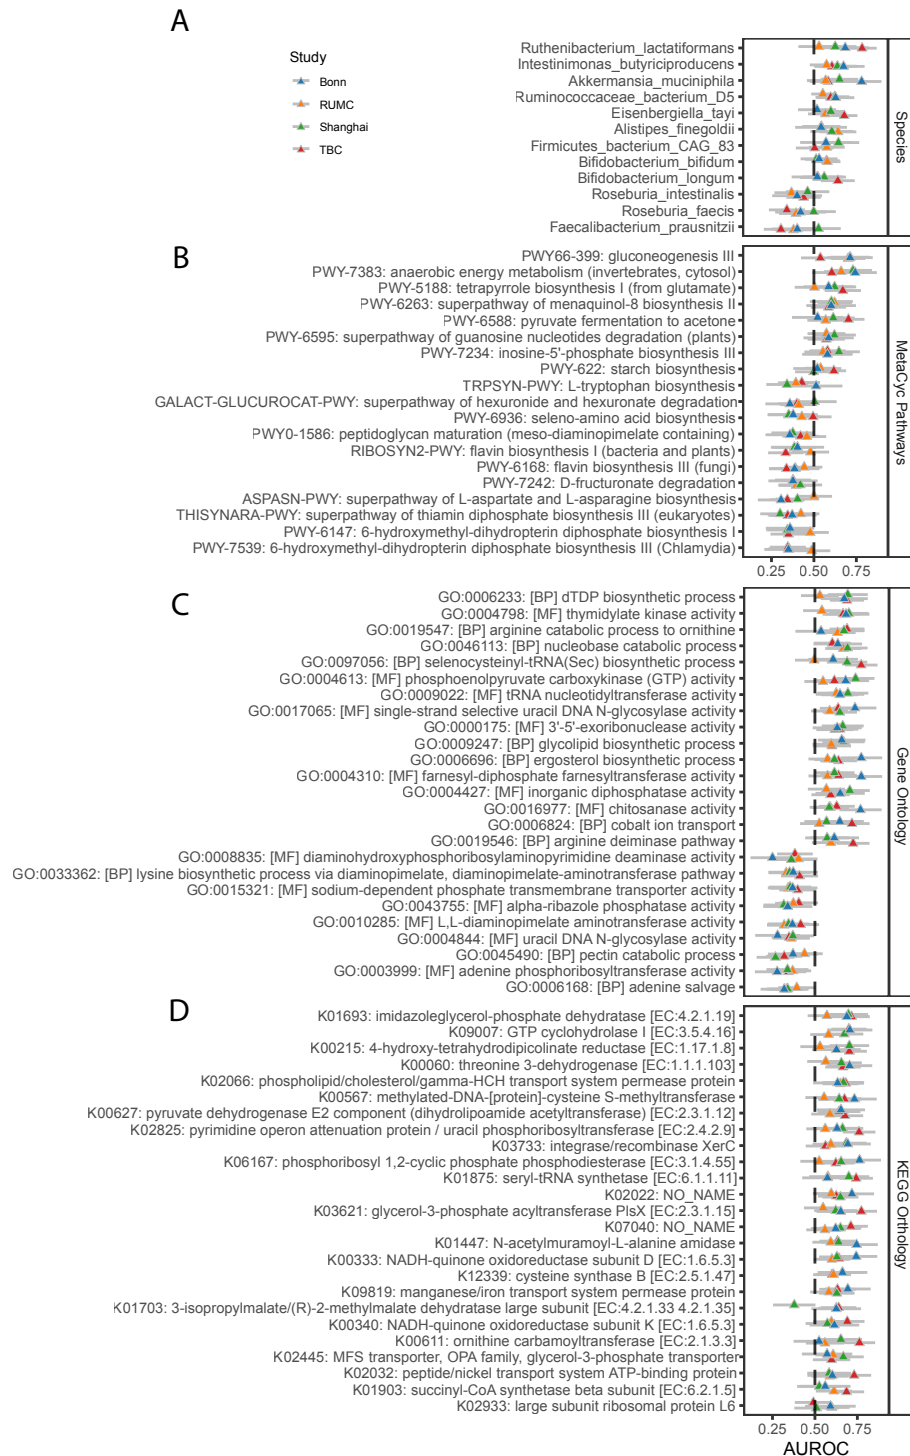 A
Study
Bonn
RUMC
Shanghai
TBC
Ruthenibacterium_lactatiformans
Intestinimonas_butyriciproducens
Akkermansia_muciniphila
Ruminococcaceae_bacterium_D5
Eisenbergiella_tayi
Alistipes_finegoldii
Firmicutes_bacterium_CAG_83
Bifidobacterium_bifidum
Bifidobacterium_longum
Roseburia_intestinalis
Roseburia_faecis
Faecalibacterium_prausnitzii
Species
B
PWY66-399: gluconeogenesis III
PWY-7383: anaerobic energy metabolism (invertebrates, cytosol)
PWY-5188: tetrapyrrole biosynthesis I (from glutamate)
PWY-6263: superpathway of menaquinol-8 biosynthesis II
PWY-6588: pyruvate fermentation to acetone
PWY-6595: superpathway of guanosine nucleotides degradation (plants)
PWY-7234: inosine-5'-phosphate biosynthesis III
PWY-622: starch biosynthesis
TRPSYN-PWY: L-tryptophan biosynthesis
GALACT-GLUCUROCAT-PWY: superpathway of hexuronide and hexuronate degradation
PWY-6936: seleno-amino acid biosynthesis
PWY0-1586: peptidoglycan maturation (meso-diaminopimelate containing)
RIBOSYN2-PWY: flavin biosynthesis I (bacteria and plants)
PWY-6168: flavin biosynthesis III (fungi)
PWY-7242: D-fructuronate degradation
ASPASN-PWY: superpathway of L-aspartate and L-asparagine biosynthesis
THISYNARA-PWY: superpathway of thiamin diphosphate biosynthesis III (eukaryotes)
PWY-6147: 6-hydroxymethyl-dihydropterin diphosphate biosynthesis I
PWY-7539: 6-hydroxymethyl-dihydropterin diphosphate biosynthesis III (Chlamydia)
MetaCyc Pathways
0.25 0.50 0.75
C
GO:0006233: [BP] dTDP biosynthetic process
GO:0004798: [MF] thymidylate kinase activity
GO:0019547: [BP] arginine catabolic process to ornithine
GO:0046113: [BP] nucleobase catabolic process
GO:0097056: [BP] selenocysteinyl-tRNA(Sec) biosynthetic process
GO:0004613: [MF] phosphoenolpyruvate carboxykinase (GTP) activity
GO:0009022: [MF] tRNA nucleotidyltransferase activity
GO:0017065: [MF] single-strand selective uracil DNA N-glycosylase activity
GO:0000175: [MF] 3'-5'-exoribonuclease activity
GO:0009247: [BP] glycolipid biosynthetic process
GO:0006696: [BP] ergosterol biosynthetic process
GO:0004310: [MF] farnesyl-diphosphate farnesyltransferase activity
GO:0004427: [MF] inorganic diphosphatase activity
GO:0016977: [MF] chitosanase activity
GO:0006824: [BP] cobalt ion transport
GO:0019546: [BP] arginine deiminase pathway
GO:0008835: [MF] diaminohydroxyphosphoribosylaminopyrimidine deaminase activity
GO:0033362: [BP] lysine biosynthetic process via diaminopimelate, diaminopimelate-aminotransferase pathway
GO:0015321: [MF] sodium-dependent phosphate transmembrane transporter activity
GO:0043755: [MF] alpha-ribazole phosphatase activity
GO:0010285: [MF] L,L-diaminopimelate aminotransferase activity
GO:0004844: [MF] uracil DNA N-glycosylase activity
GO:0045490: [BP] pectin catabolic process
GO:0003999: [MF] adenine phosphoribosyltransferase activity
GO:0006168: [BP] adenine salvage
Gene Ontology
D
K01693: imidazoleglycerol-phosphate dehydratase [EC:4.2.1.19]
K09007: GTP cyclohydrolase I [EC:3.5.4.16]
K00215: 4-hydroxy-tetrahydrodipicolinate reductase [EC:1.17.1.8]
K00060: threonine 3-dehydrogenase [EC:1.1.1.103]
K02066: phospholipid/cholesterol/gamma-HCH transport system permease protein
K00567: methylated-DNA-[protein]-cysteine S-methyltransferase
K00627: pyruvate dehydrogenase E2 component (dihydrolipoamide acetyltransferase) [EC:2.3.1.12]
K02825: pyrimidine operon attenuation protein / uracil phosphoribosyltransferase [EC:2.4.2.9]
K03733: integrase/recombinase XerC
K06167: phosphoribosyl 1,2-cyclic phosphate phosphodiesterase [EC:3.1.4.55]
K01875: seryl-tRNA synthetase [EC:6.1.1.11]
K02022: NO_NAME
K03621: glycerol-3-phosphate acyltransferase PlsX [EC:2.3.1.15]
K07040: NO_NAME
K01447: N-acetylmuramoyl-L-alanine amidase
K00333: NADH-quinone oxidoreductase subunit D [EC:1.6.5.3]
K12339: cysteine synthase B [EC:2.5.1.47]
K09819: manganese/iron transport system permease protein
K01703: 3-isopropylmalate/(R)-2-methylmalate dehydratase large subunit [EC:4.2.1.33 4.2.1.35]
K00340: NADH-quinone oxidoreductase subunit K [EC:1.6.5.3]
K00611: ornithine carbamoyltransferase [EC:2.1.3.3]
K02445: MFS transporter, OPA family, glycerol-3-phosphate transporter
K02032: peptide/nickel transport system ATP-binding protein
K01903: succinyl-CoA synthetase beta subunit [EC:6.2.1.5]
K02933: large subunit ribosomal protein L6
KEGG Orthology
0.25 0.50 0.75
AUROC